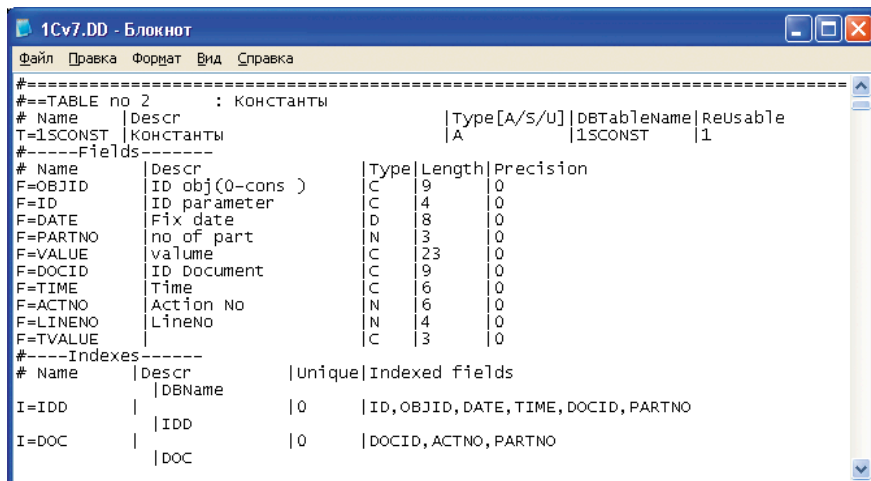 1Cv7.DD - Блокнот
Файл Правка Формат Вид Справка
#===============================================================================
#==TABLE no 2 : Константы
# Name |Descr |Type[A/S/U]|DBTableName|ReUsable
T=1SCONST |Константы |A |1SCONST |1
#-----Fields-------
# Name |Descr |Type|Length|Precision
F=OBJID |ID obj(0-cons ) |C |9 |0
F=ID |ID parameter |C |4 |0
F=DATE |Fix date |D |8 |0
F=PARTNO |no of part |N |3 |0
F=VALUE |valume |C |23 |0
F=DOCID |ID Document |C |9 |0
F=TIME |Time |C |6 |0
F=ACTNO |Action No |N |6 |0
F=LINENO |LineNo |N |4 |0
F=TVALUE | |C |3 |0
#----Indexes------
# Name |Descr |Unique|Indexed fields
|DBName
I=IDD | |0 |ID,OBJID,DATE,TIME,DOCID,PARTNO
|IDD
I=DOC | |0 |DOCID,ACTNO,PARTNO
|DOC